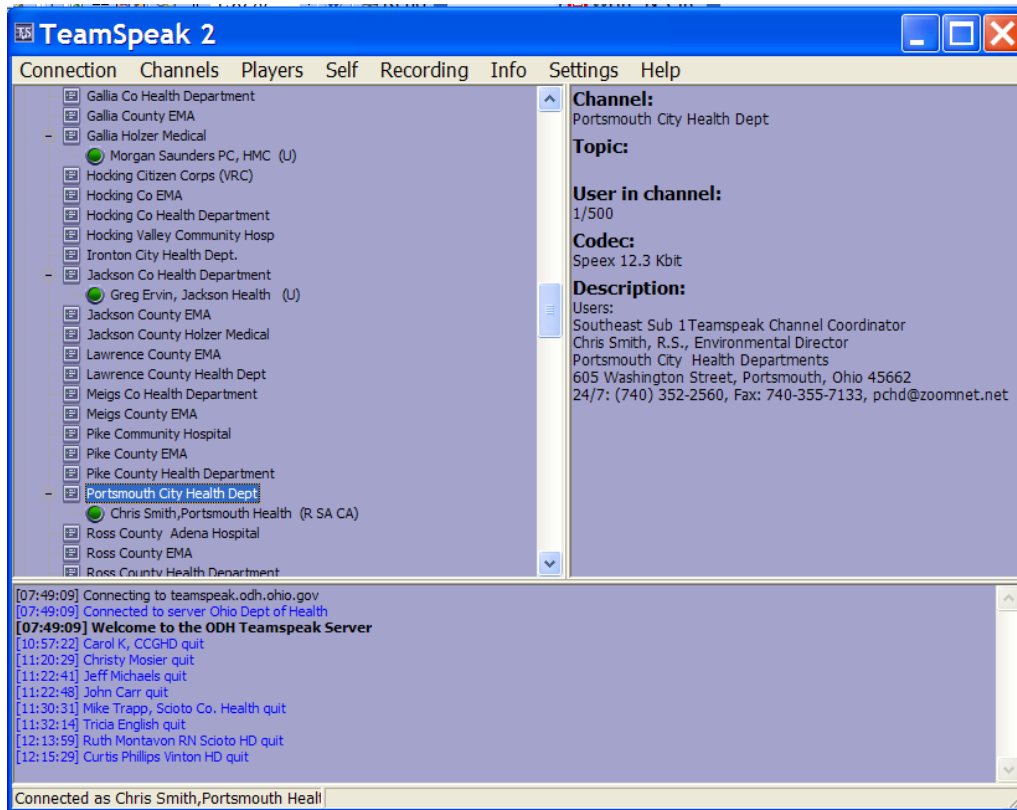 TeamSpeak 2
Connection Channels Players Self Recording Info Settings Help
Gallia Co Health Department
Gallia County EMA
Gallia Holzer Medical
Morgan Saunders PC, HMC (U)
Hocking Citizen Corps (VRC)
Hocking Co EMA
Hocking Co Health Department
Hocking Valley Community Hosp
Ironton City Health Dept.
Jackson Co Health Department
Greg Ervin, Jackson Health (U)
Jackson County EMA
Jackson County Holzer Medical
Lawrence County EMA
Lawrence County Health Dept
Meigs Co Health Department
Meigs County EMA
Pike Community Hospital
Pike County EMA
Pike County Health Department
Portsmouth City Health Dept
Chris Smith,Portsmouth Health (R SA CA)
Ross County Adena Hospital
Ross County EMA
Ross County Health Department
Channel:
Portsmouth City Health Dept
Topic:
User in channel:
1/500
Codec:
Speex 12.3 Kbit
Description:
Users:
Southeast Sub 1Teamspeak Channel Coordinator
Chris Smith, R.S., Environmental Director
Portsmouth City Health Departments
605 Washington Street, Portsmouth, Ohio 45662
24/7: (740) 352-2560, Fax: 740-355-7133, pchd@zoomnet.net
[07:49:09] Connecting to teamspeak.odh.ohio.gov
[07:49:09] Connected to server Ohio Dept of Health
[07:49:09] Welcome to the ODH Teamspeak Server
[10:57:22] Carol K, CCGHD quit
[11:20:29] Christy Mosier quit
[11:22:41] Jeff Michaels quit
[11:22:48] John Carr quit
[11:30:31] Mike Trapp, Scioto Co. Health quit
[11:32:14] Tricia English quit
[12:13:59] Ruth Montavon RN Scioto HD quit
[12:15:29] Curtis Phillips Vinton HD quit
Connected as Chris Smith,Portsmouth Healt